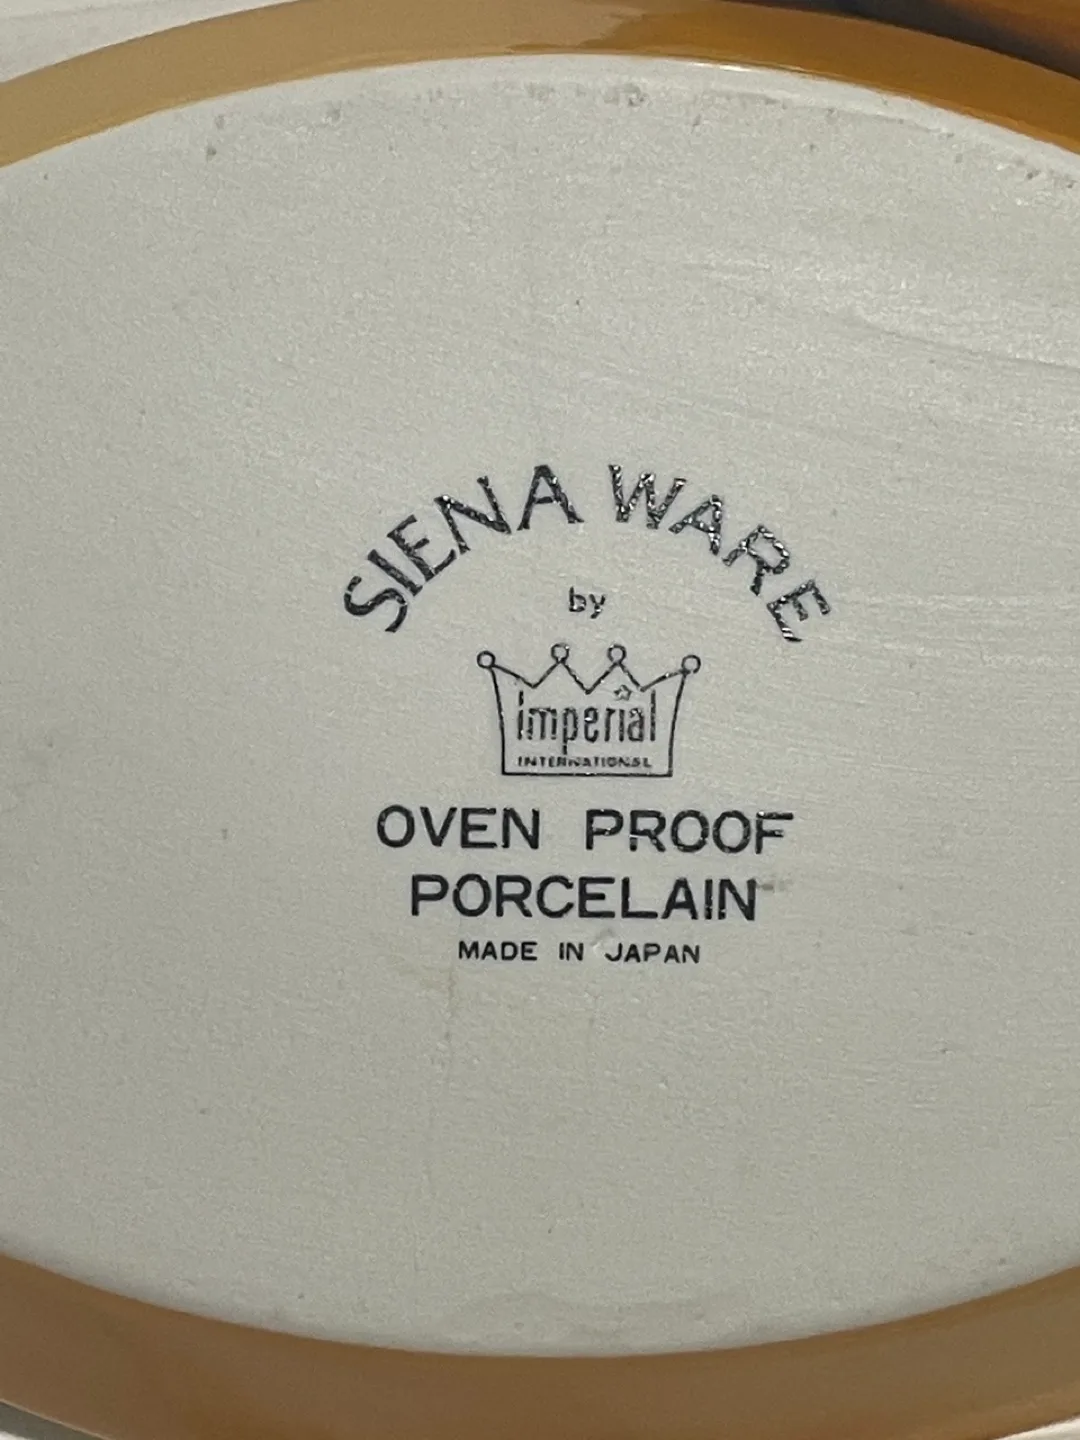 SIENA WARE
by
imperial
INTERNATIONAL
OVEN PROOF
PORCELAIN
MADE IN JAPAN